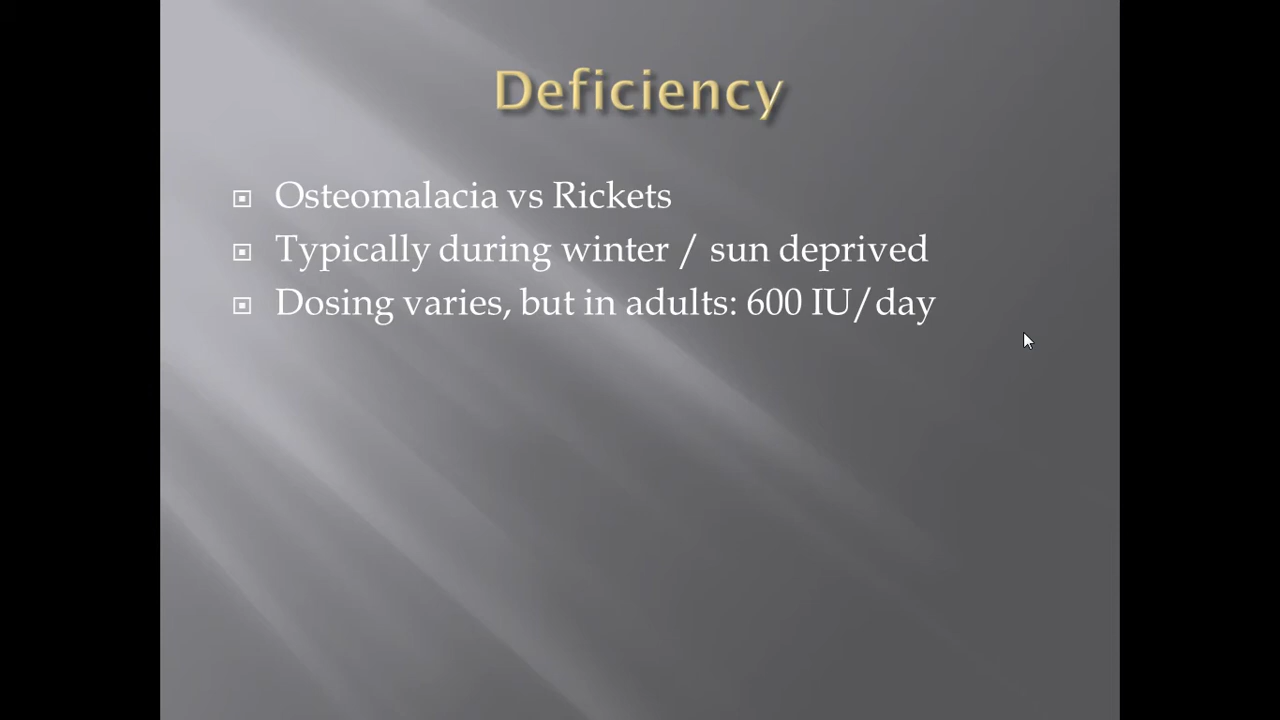 Deficiency
Osteomalacia vs Rickets
Typically during winter / sun deprived
Dosing varies, but in adults: 600 IU/day